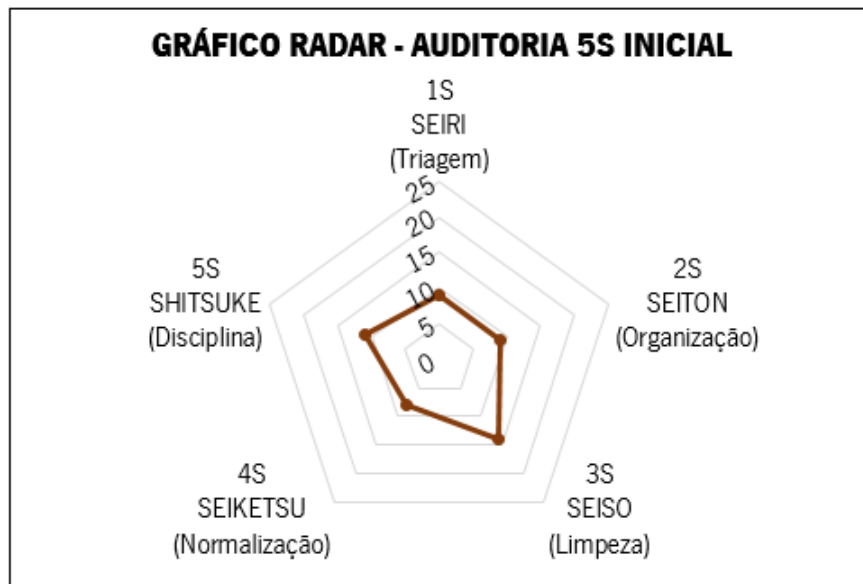 GRÁFICO RADAR - AUDITORIA 5S INICIAL
1S
SEIRI
(Triagem)
25
20
15
10
5
0
2S
SEITON
(Organização)
3S
SEISO
(Limpeza)
4S
SEIKETSU
(Normalização)
5S
SHITSUKE
(Disciplina)